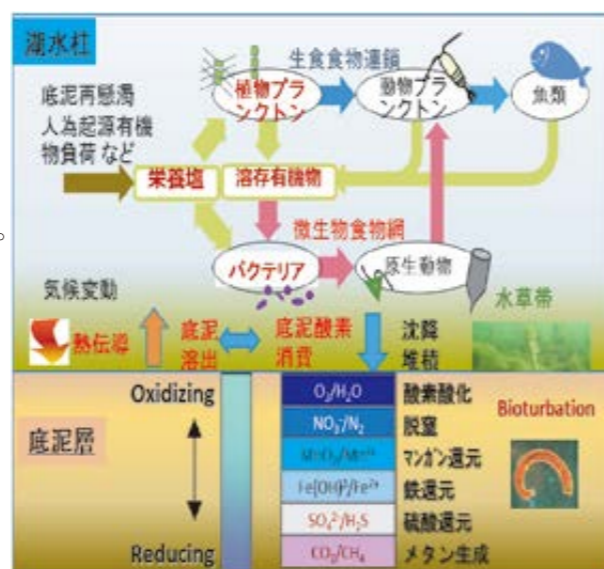 湖水柱
生食食物連鎖
底泥再懸濁
人為起源有機
物負荷 など
植物プラ
ンクトン
動物プラ
ンクトン
魚類
栄養塩
溶存有機物
微生物食物網
バクテリア
原生動物
気候変動
水草帯
熱伝導
底泥
溶出
底泥酸素
消費
沈降
堆積
底泥層
Oxidizing
Reducing
O₂/H₂O
酸素酸化
NO₃⁻/N₂
脱窒
マンガン還元
Fe(OH)³/Fe²⁺
鉄還元
SO₄²⁻/H₂S
硫酸還元
CO₂/CH₄
メタン生成
Bioturbation